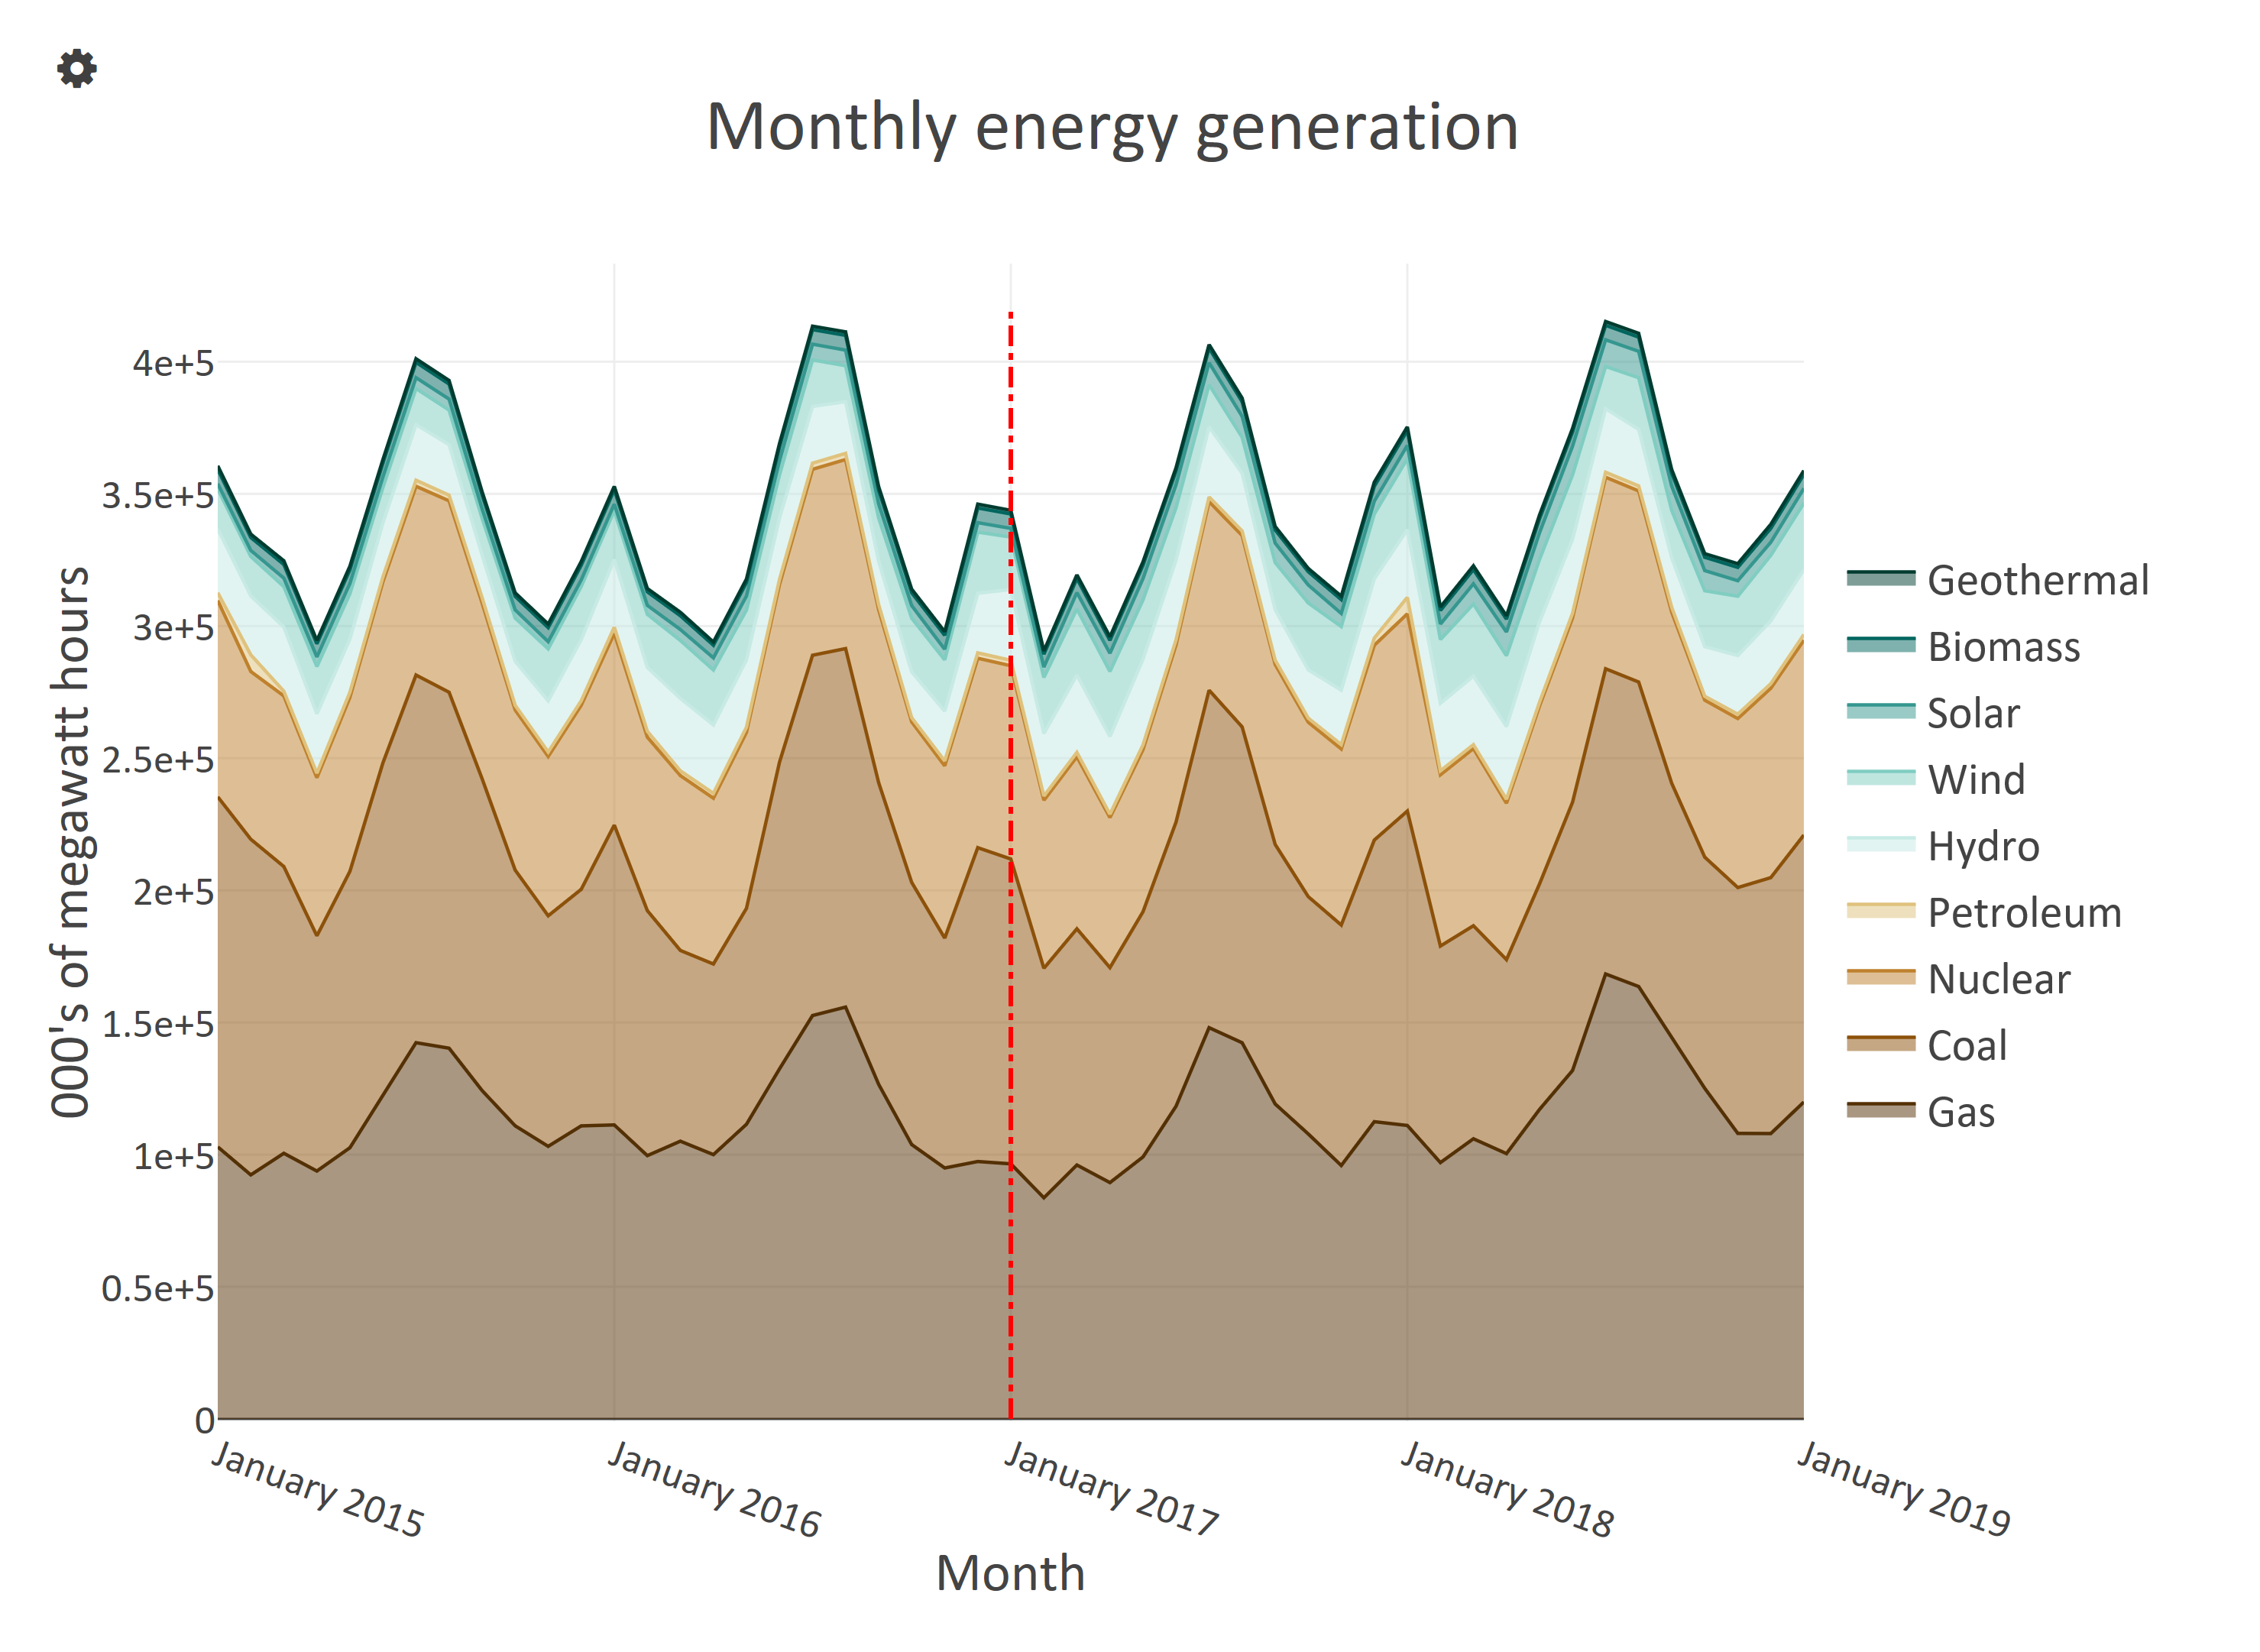 Monthly energy generation
4e+5
3.5e+5
3e+5
2.5e+5
2e+5
1.5e+5
1e+5
0.5e+5
0
000's of megawatt hours
January 2015
January 2016
January 2017
January 2018
January 2019
Month
Geothermal
Biomass
Solar
Wind
Hydro
Petroleum
Nuclear
Coal
Gas